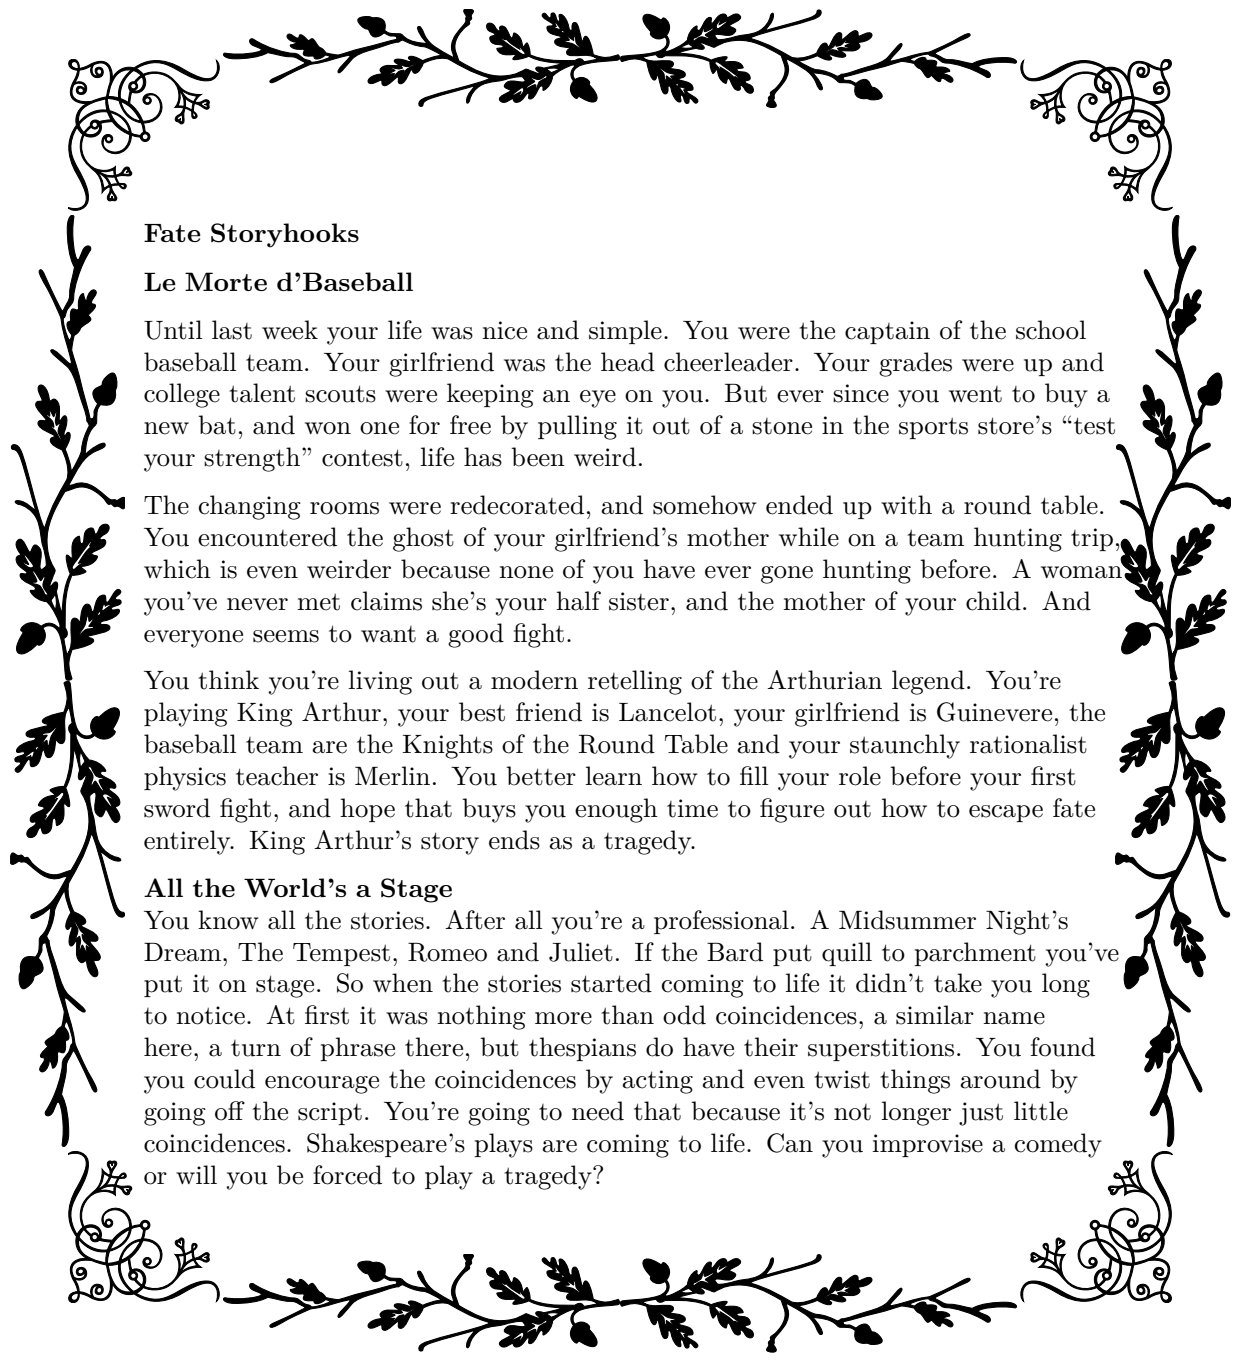 Fate Storyhooks
Le Morte d'Baseball
Until last week your life was nice and simple. You were the captain of the school
baseball team. Your girlfriend was the head cheerleader. Your grades were up and
college talent scouts were keeping an eye on you. But ever since you went to buy a
new bat, and won one for free by pulling it out of a stone in the sports store's “test
your strength” contest, life has been weird.
The changing rooms were redecorated, and somehow ended up with a round table.
You encountered the ghost of your girlfriend's mother while on a team hunting trip,
which is even weirder because none of you have ever gone hunting before. A woman
you've never met claims she's your half sister, and the mother of your child. And
everyone seems to want a good fight.
You think you're living out a modern retelling of the Arthurian legend. You're
playing King Arthur, your best friend is Lancelot, your girlfriend is Guinevere, the
baseball team are the Knights of the Round Table and your staunchly rationalist
physics teacher is Merlin. You better learn how to fill your role before your first
sword fight, and hope that buys you enough time to figure out how to escape fate
entirely. King Arthur's story ends as a tragedy.
All the World's a Stage
You know all the stories. After all you're a professional. A Midsummer Night's
Dream, The Tempest, Romeo and Juliet. If the Bard put quill to parchment you've
put it on stage. So when the stories started coming to life it didn't take you long
to notice. At first it was nothing more than odd coincidences, a similar name
here, a turn of phrase there, but thespians do have their superstitions. You found
you could encourage the coincidences by acting and even twist things around by
going off the script. You're going to need that because it's not longer just little
coincidences. Shakespeare's plays are coming to life. Can you improvise a comedy
or will you be forced to play a tragedy?